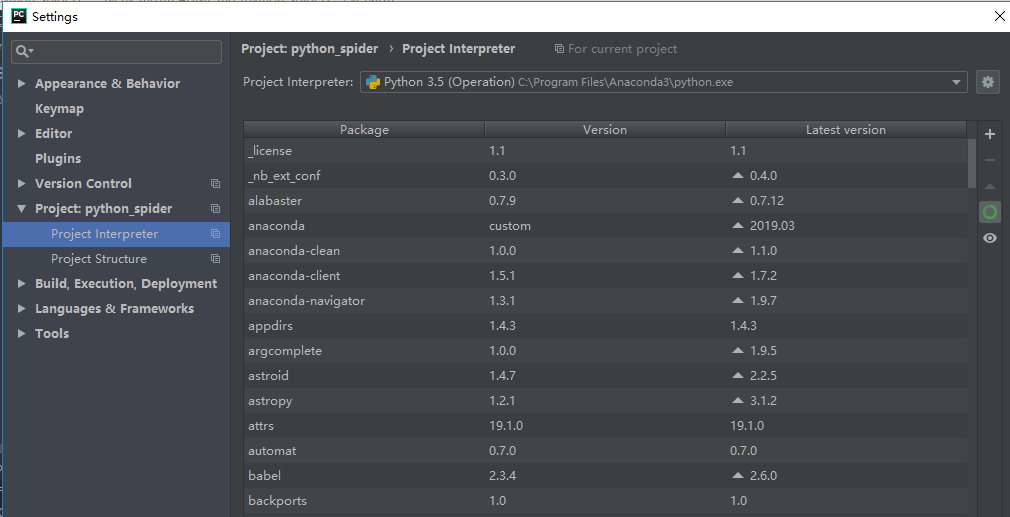 PC Settings
Appearance & Behavior
Keymap
Editor
Plugins
Version Control
Project: python_spider
Project Interpreter
Project Structure
Build, Execution, Deployment
Languages & Frameworks
Tools
Project: python_spider › Project Interpreter For current project
Project Interpreter: Python 3.5 (Operation) C:\Program Files\Anaconda3\python.exe
Package Version Latest version
_license 1.1 1.1
_nb_ext_conf 0.3.0 0.4.0
alabaster 0.7.9 0.7.12
anaconda custom 2019.03
anaconda-clean 1.0.0 1.1.0
anaconda-client 1.5.1 1.7.2
anaconda-navigator 1.3.1 1.9.7
appdirs 1.4.3 1.4.3
argcomplete 1.0.0 1.9.5
astroid 1.4.7 2.2.5
astropy 1.2.1 3.1.2
attrs 19.1.0 19.1.0
automat 0.7.0 0.7.0
babel 2.3.4 2.6.0
backports 1.0 1.0